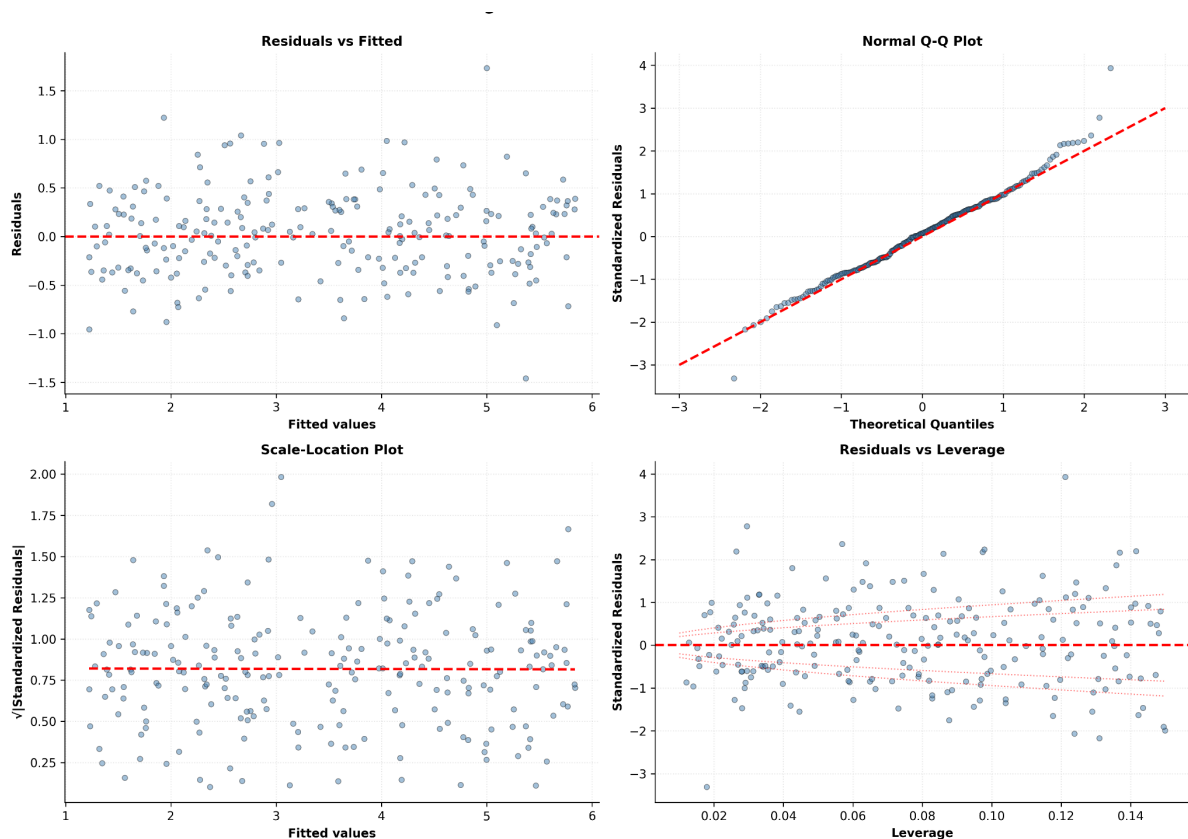 Residuals vs Fitted
Residuals
1.5
1.0
0.5
0.0
−0.5
−1.0
−1.5
1 2 3 4 5 6
Fitted values
Normal Q-Q Plot
Standardized Residuals
4
3
2
1
0
−1
−2
−3
−3 −2 −1 0 1 2 3
Theoretical Quantiles
Scale-Location Plot
√|Standardized Residuals|
2.00
1.75
1.50
1.25
1.00
0.75
0.50
0.25
1 2 3 4 5 6
Fitted values
Residuals vs Leverage
Standardized Residuals
4
3
2
1
0
−1
−2
−3
0.02 0.04 0.06 0.08 0.10 0.12 0.14
Leverage